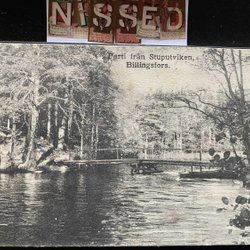 NISSED
Parti från Stuputviken,
Billingsfors.